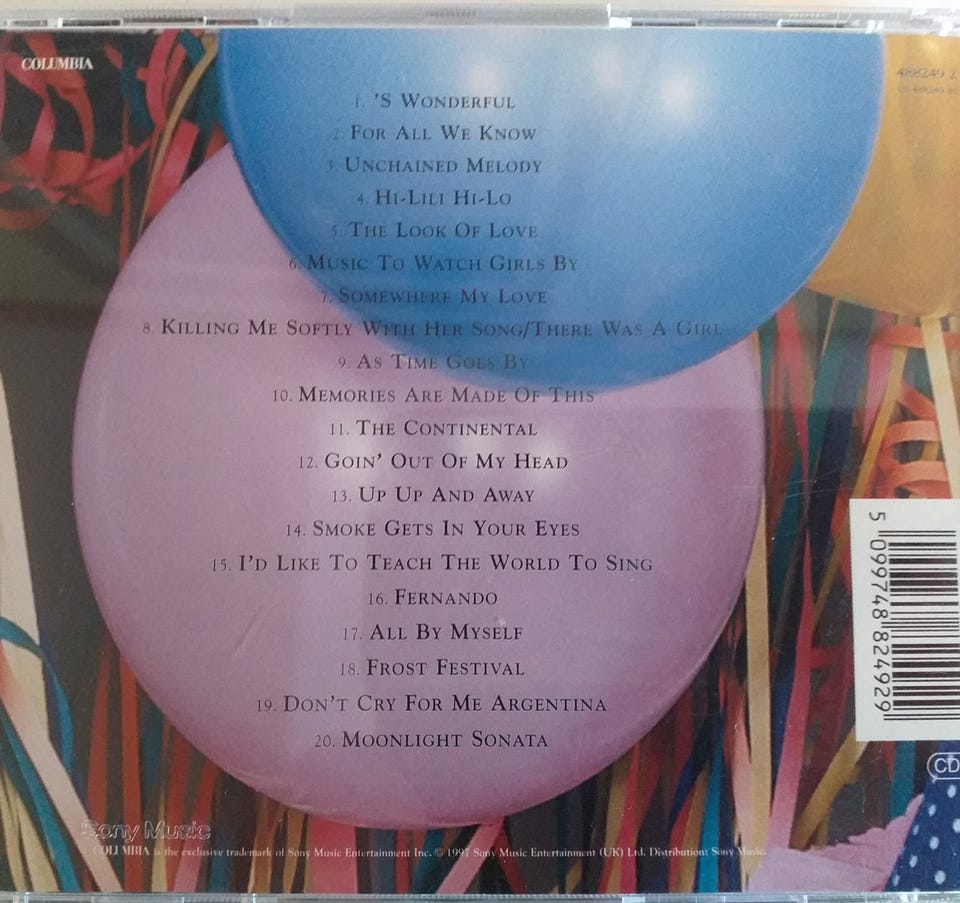 COLUMBIA
488249 2
1. 'S WONDERFUL
2. FOR ALL WE KNOW
3. UNCHAINED MELODY
4. HI-LILI HI-LO
5. THE LOOK OF LOVE
6. MUSIC TO WATCH GIRLS BY
7. SOMEWHERE MY LOVE
8. KILLING ME SOFTLY WITH HER SONG/THERE WAS A GIRL
9. AS TIME GOES BY
10. MEMORIES ARE MADE OF THIS
11. THE CONTINENTAL
12. GOIN' OUT OF MY HEAD
13. UP UP AND AWAY
14. SMOKE GETS IN YOUR EYES
15. I'D LIKE TO TEACH THE WORLD TO SING
16. FERNANDO
17. ALL BY MYSELF
18. FROST FESTIVAL
19. DON'T CRY FOR ME ARGENTINA
20. MOONLIGHT SONATA
5 099748 824929
CD
Sony Music
COLUMBIA is the exclusive trademark of Sony Music Entertainment Inc. © 1997 Sony Music Entertainment (UK) Ltd. Distribution: Sony Music.